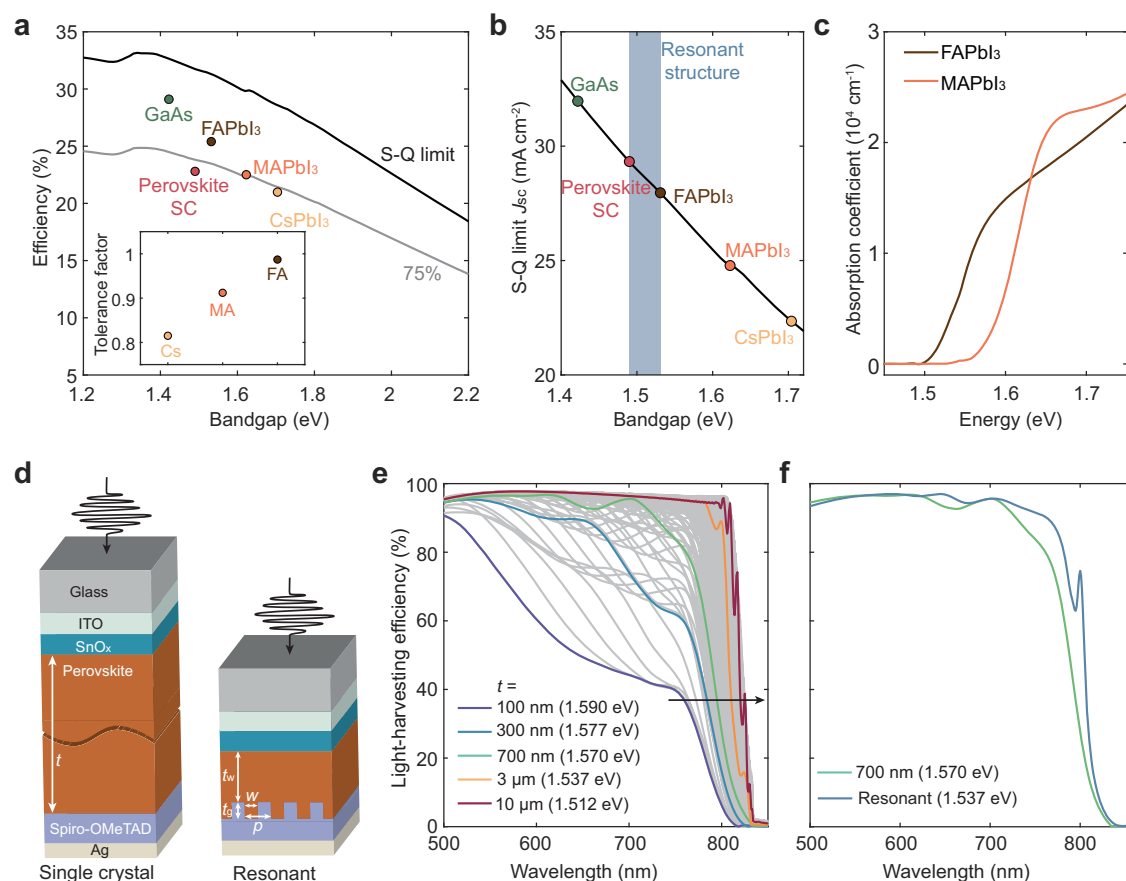 a
35
30
25
20
15
10
5
Efficiency (%)
GaAs
FAPbI₃
Perovskite
SC
MAPbI₃
CsPbI₃
S-Q limit
75%
Tolerance factor
1
0.9
0.8
Cs
MA
FA
1.2 1.4 1.6 1.8 2.0 2.2
Bandgap (eV)
b
35
30
25
20
S-Q limit Jsc (mA cm⁻²)
Resonant
structure
GaAs
Perovskite
SC
FAPbI₃
MAPbI₃
CsPbI₃
1.4 1.5 1.6 1.7
Bandgap (eV)
c
3
2
1
0
Absorption coefficient (10⁴ cm⁻¹)
FAPbI₃
MAPbI₃
1.5 1.6 1.7
Energy (eV)
d
Glass
ITO
SnOₓ
Perovskite
t
Spiro-OMeTAD
Ag
Single crystal
tw
w
tg
p
Resonant
e
100
80
60
40
20
0
Light-harvesting efficiency (%)
t =
100 nm (1.590 eV)
300 nm (1.577 eV)
700 nm (1.570 eV)
3 µm (1.537 eV)
10 µm (1.512 eV)
500 600 700 800
Wavelength (nm)
f
700 nm (1.570 eV)
Resonant (1.537 eV)
500 600 700 800
Wavelength (nm)